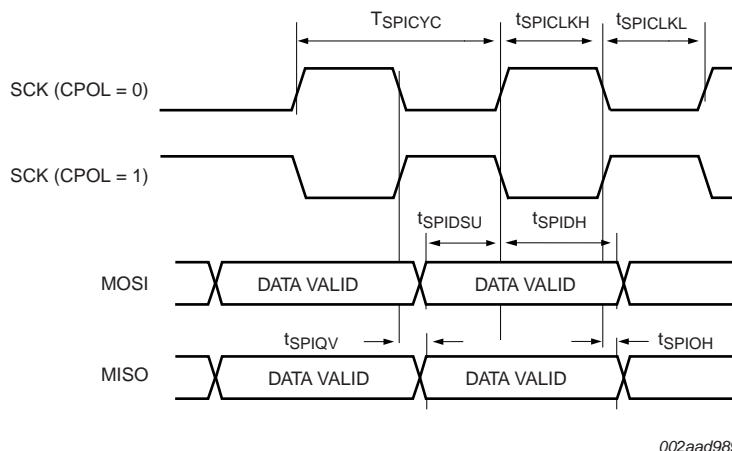 TSPICYC tSPICLKH tSPICLKL
SCK (CPOL = 0)
SCK (CPOL = 1)
tSPIDSU tSPIDH
MOSI DATA VALID DATA VALID
tSPIQV tSPIOH
MISO DATA VALID DATA VALID
002aad989